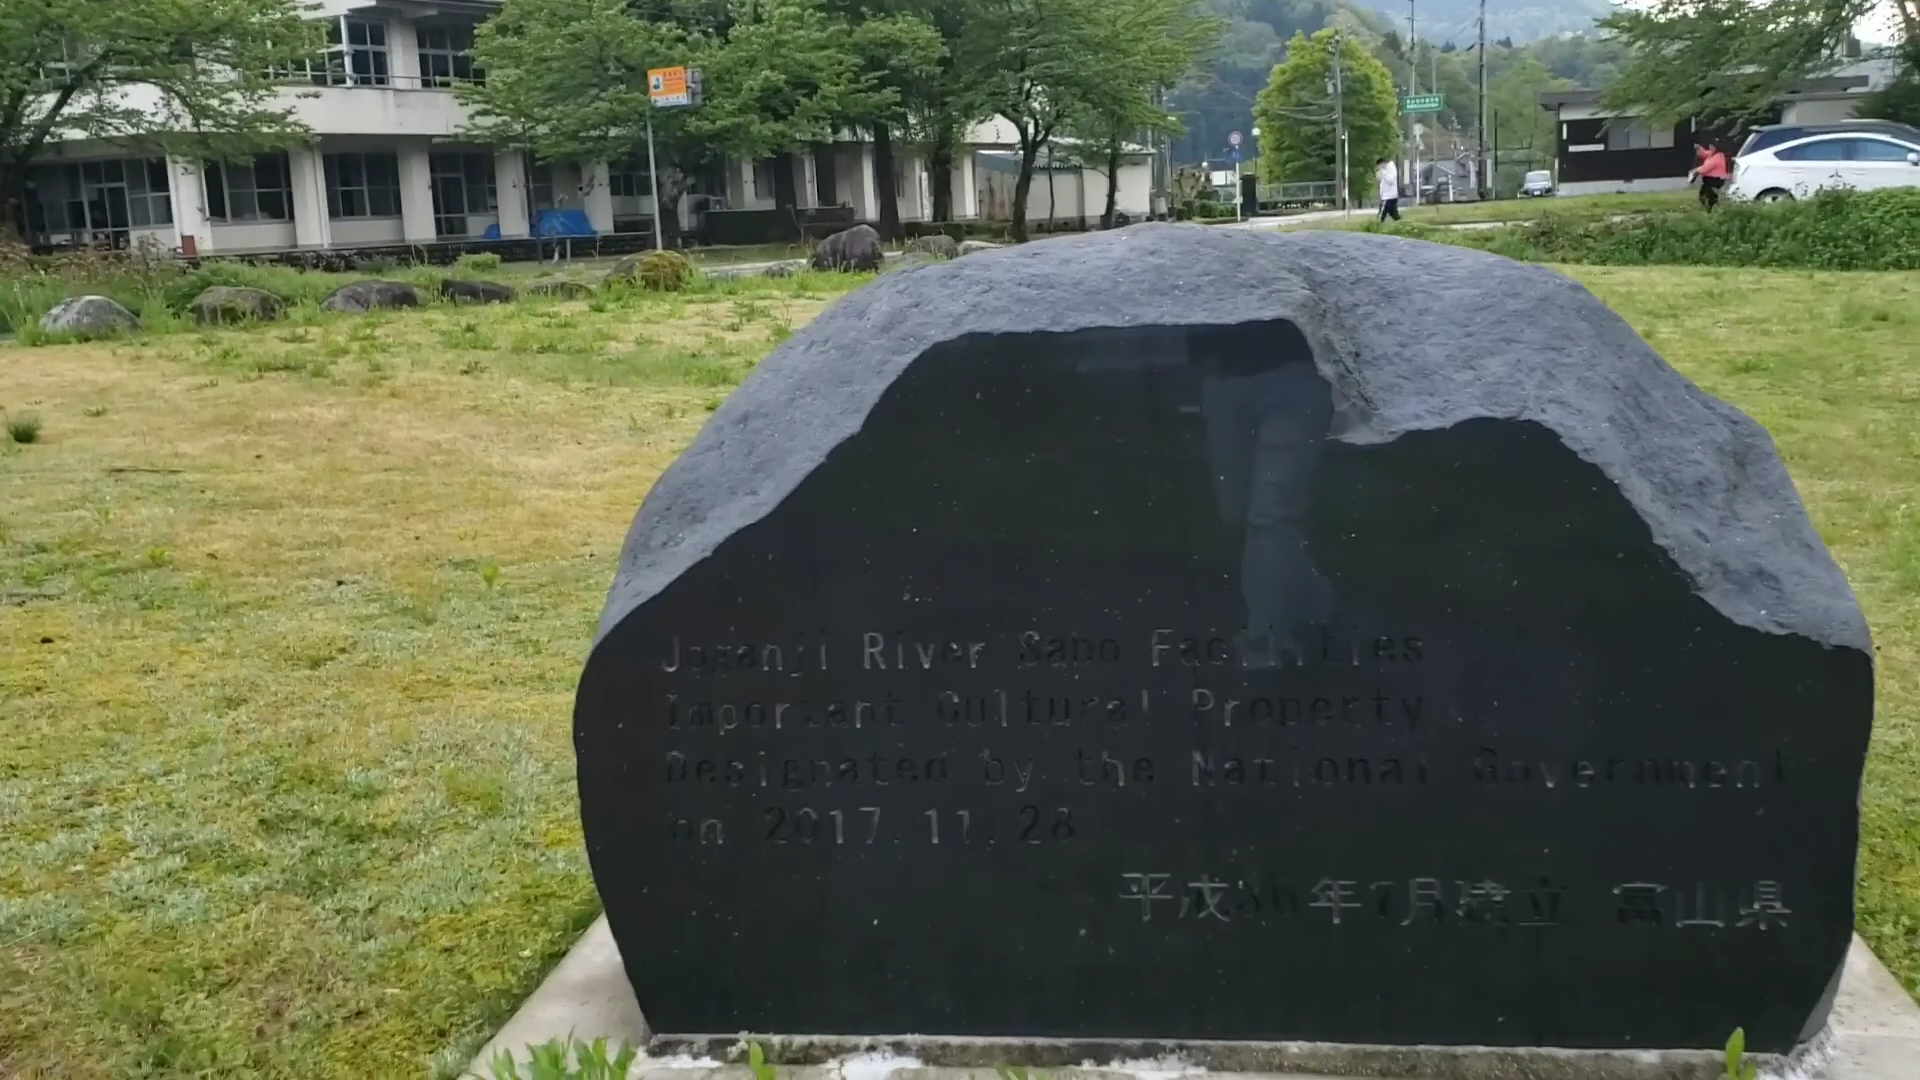 Joganji River Sabo Facilities
Important Cultural Property
Designated by the National Government
on 2017.11.28
平成30年7月建立 富山県